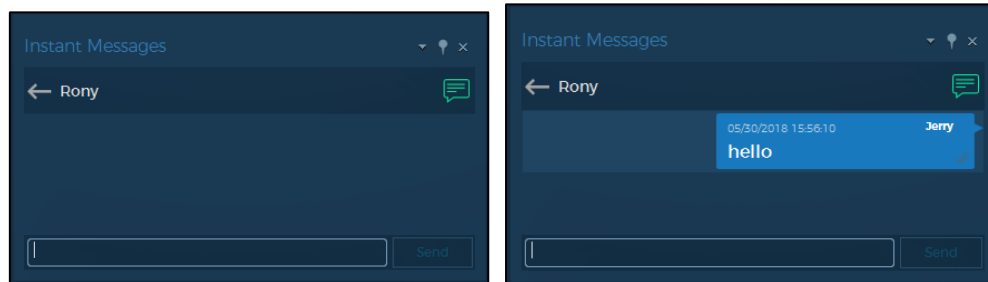 Instant Messages
Rony
Send
Instant Messages
Rony
05/30/2018 15:56:10 Jerry
hello
Send